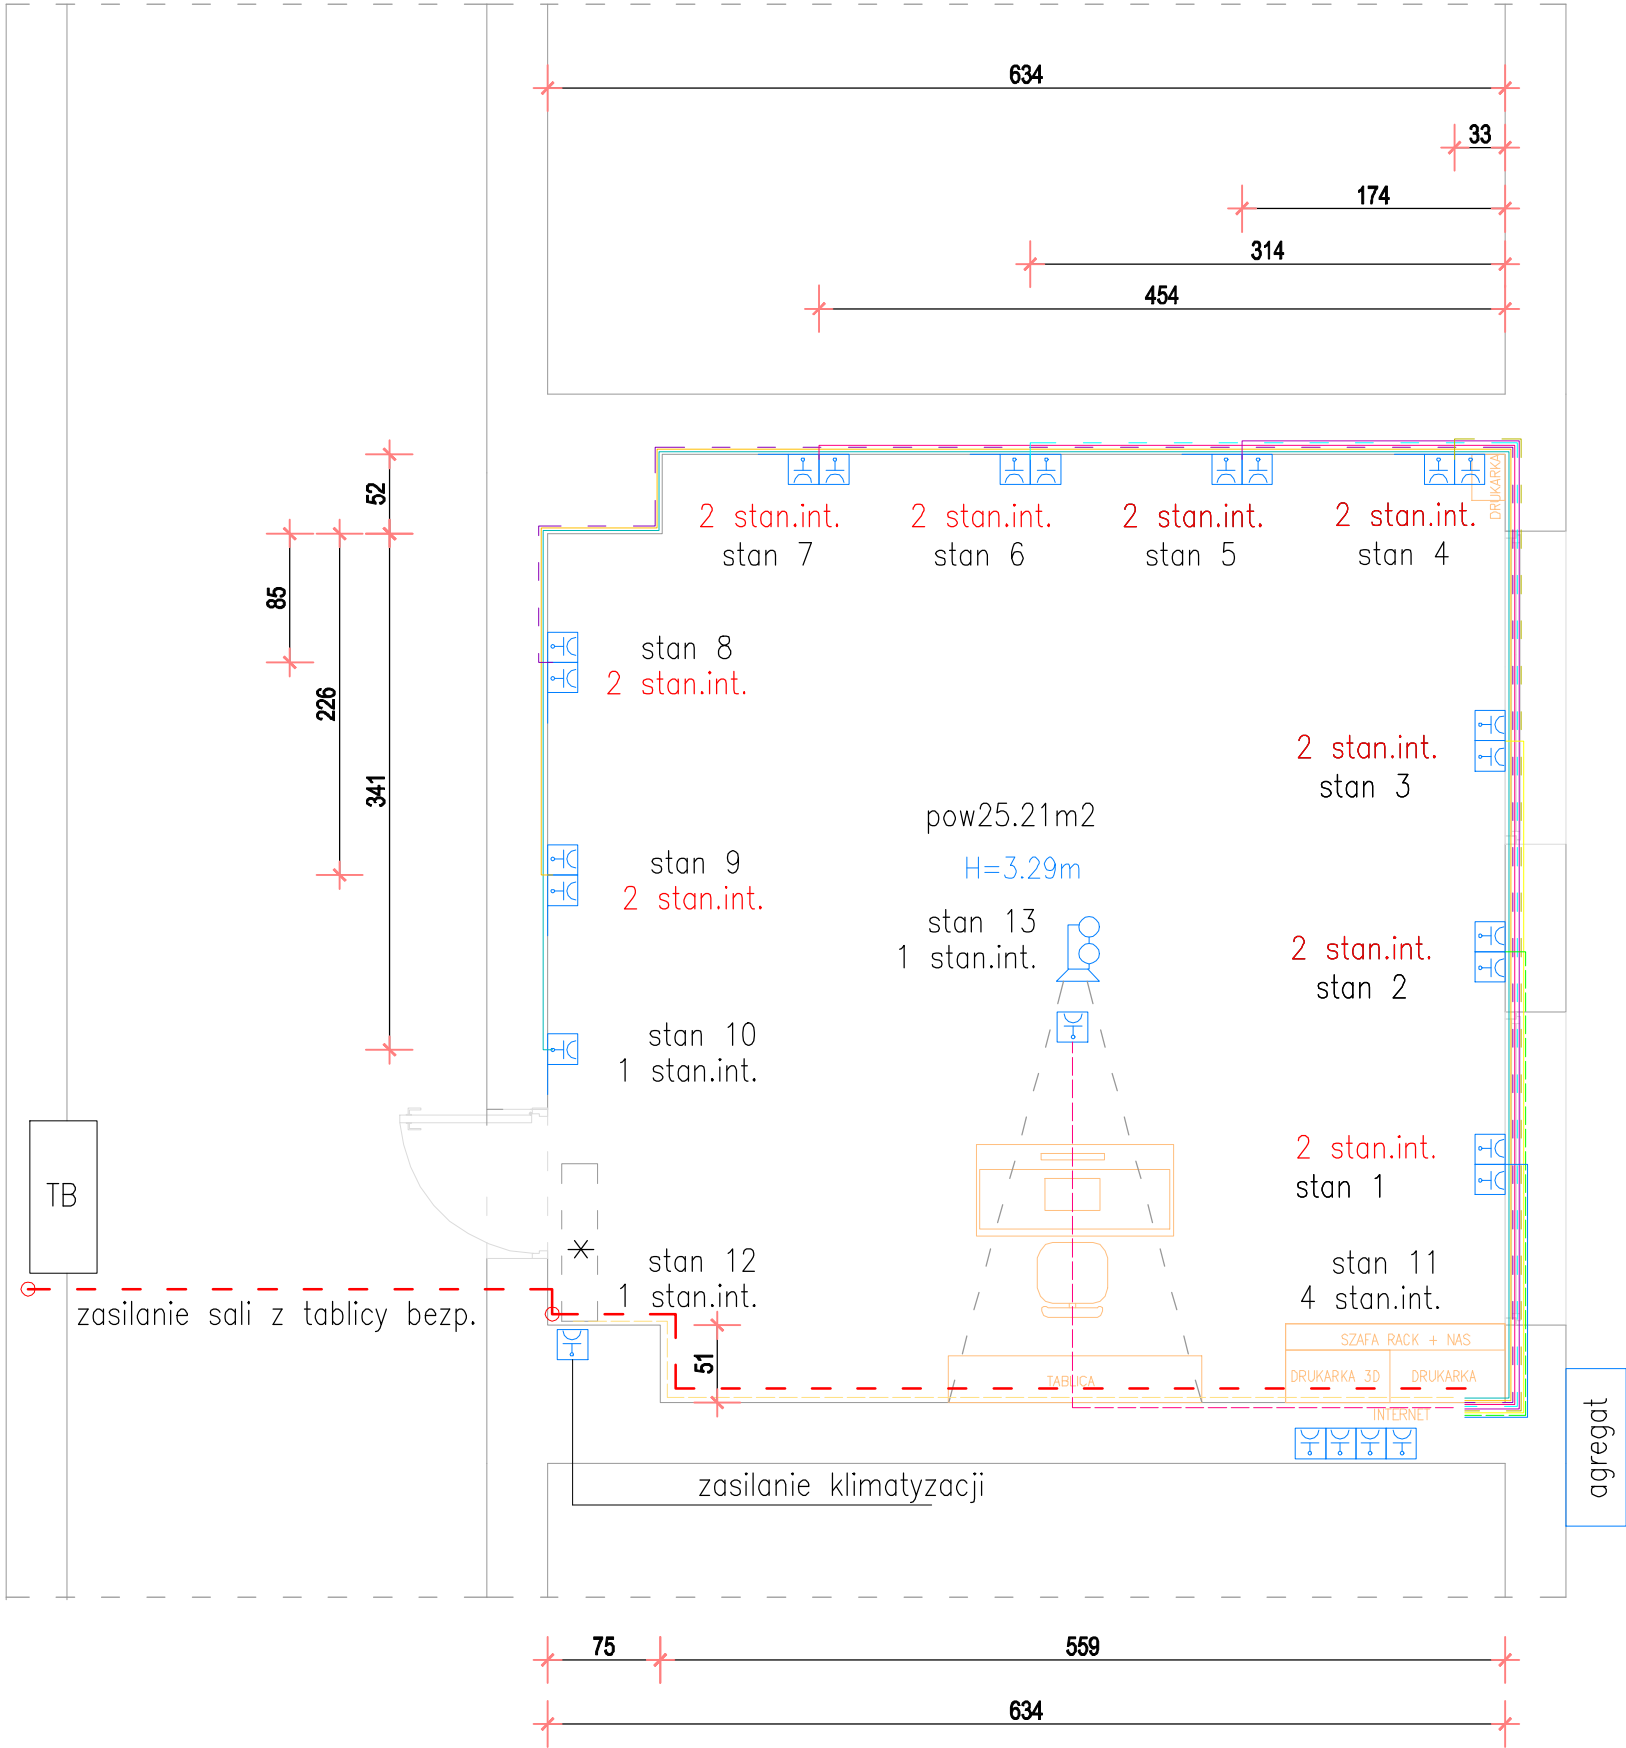 634
33
174
314
454
52
85
226
341
DRUKARKA
2 stan.int.
stan 7
2 stan.int.
stan 6
2 stan.int.
stan 5
2 stan.int.
stan 4
stan 8
2 stan.int.
2 stan.int.
stan 3
pow25.21m2
H=3.29m
stan 9
2 stan.int.
stan 13
1 stan.int.
2 stan.int.
stan 2
stan 10
1 stan.int.
2 stan.int.
stan 1
TB
stan 12
1 stan.int.
stan 11
4 stan.int.
zasilanie sali z tablicy bezp.
51
SZAFA RACK + NAS
TABLICA
DRUKARKA 3D
DRUKARKA
INTERNET
agregat
zasilanie klimatyzacji
75
559
634